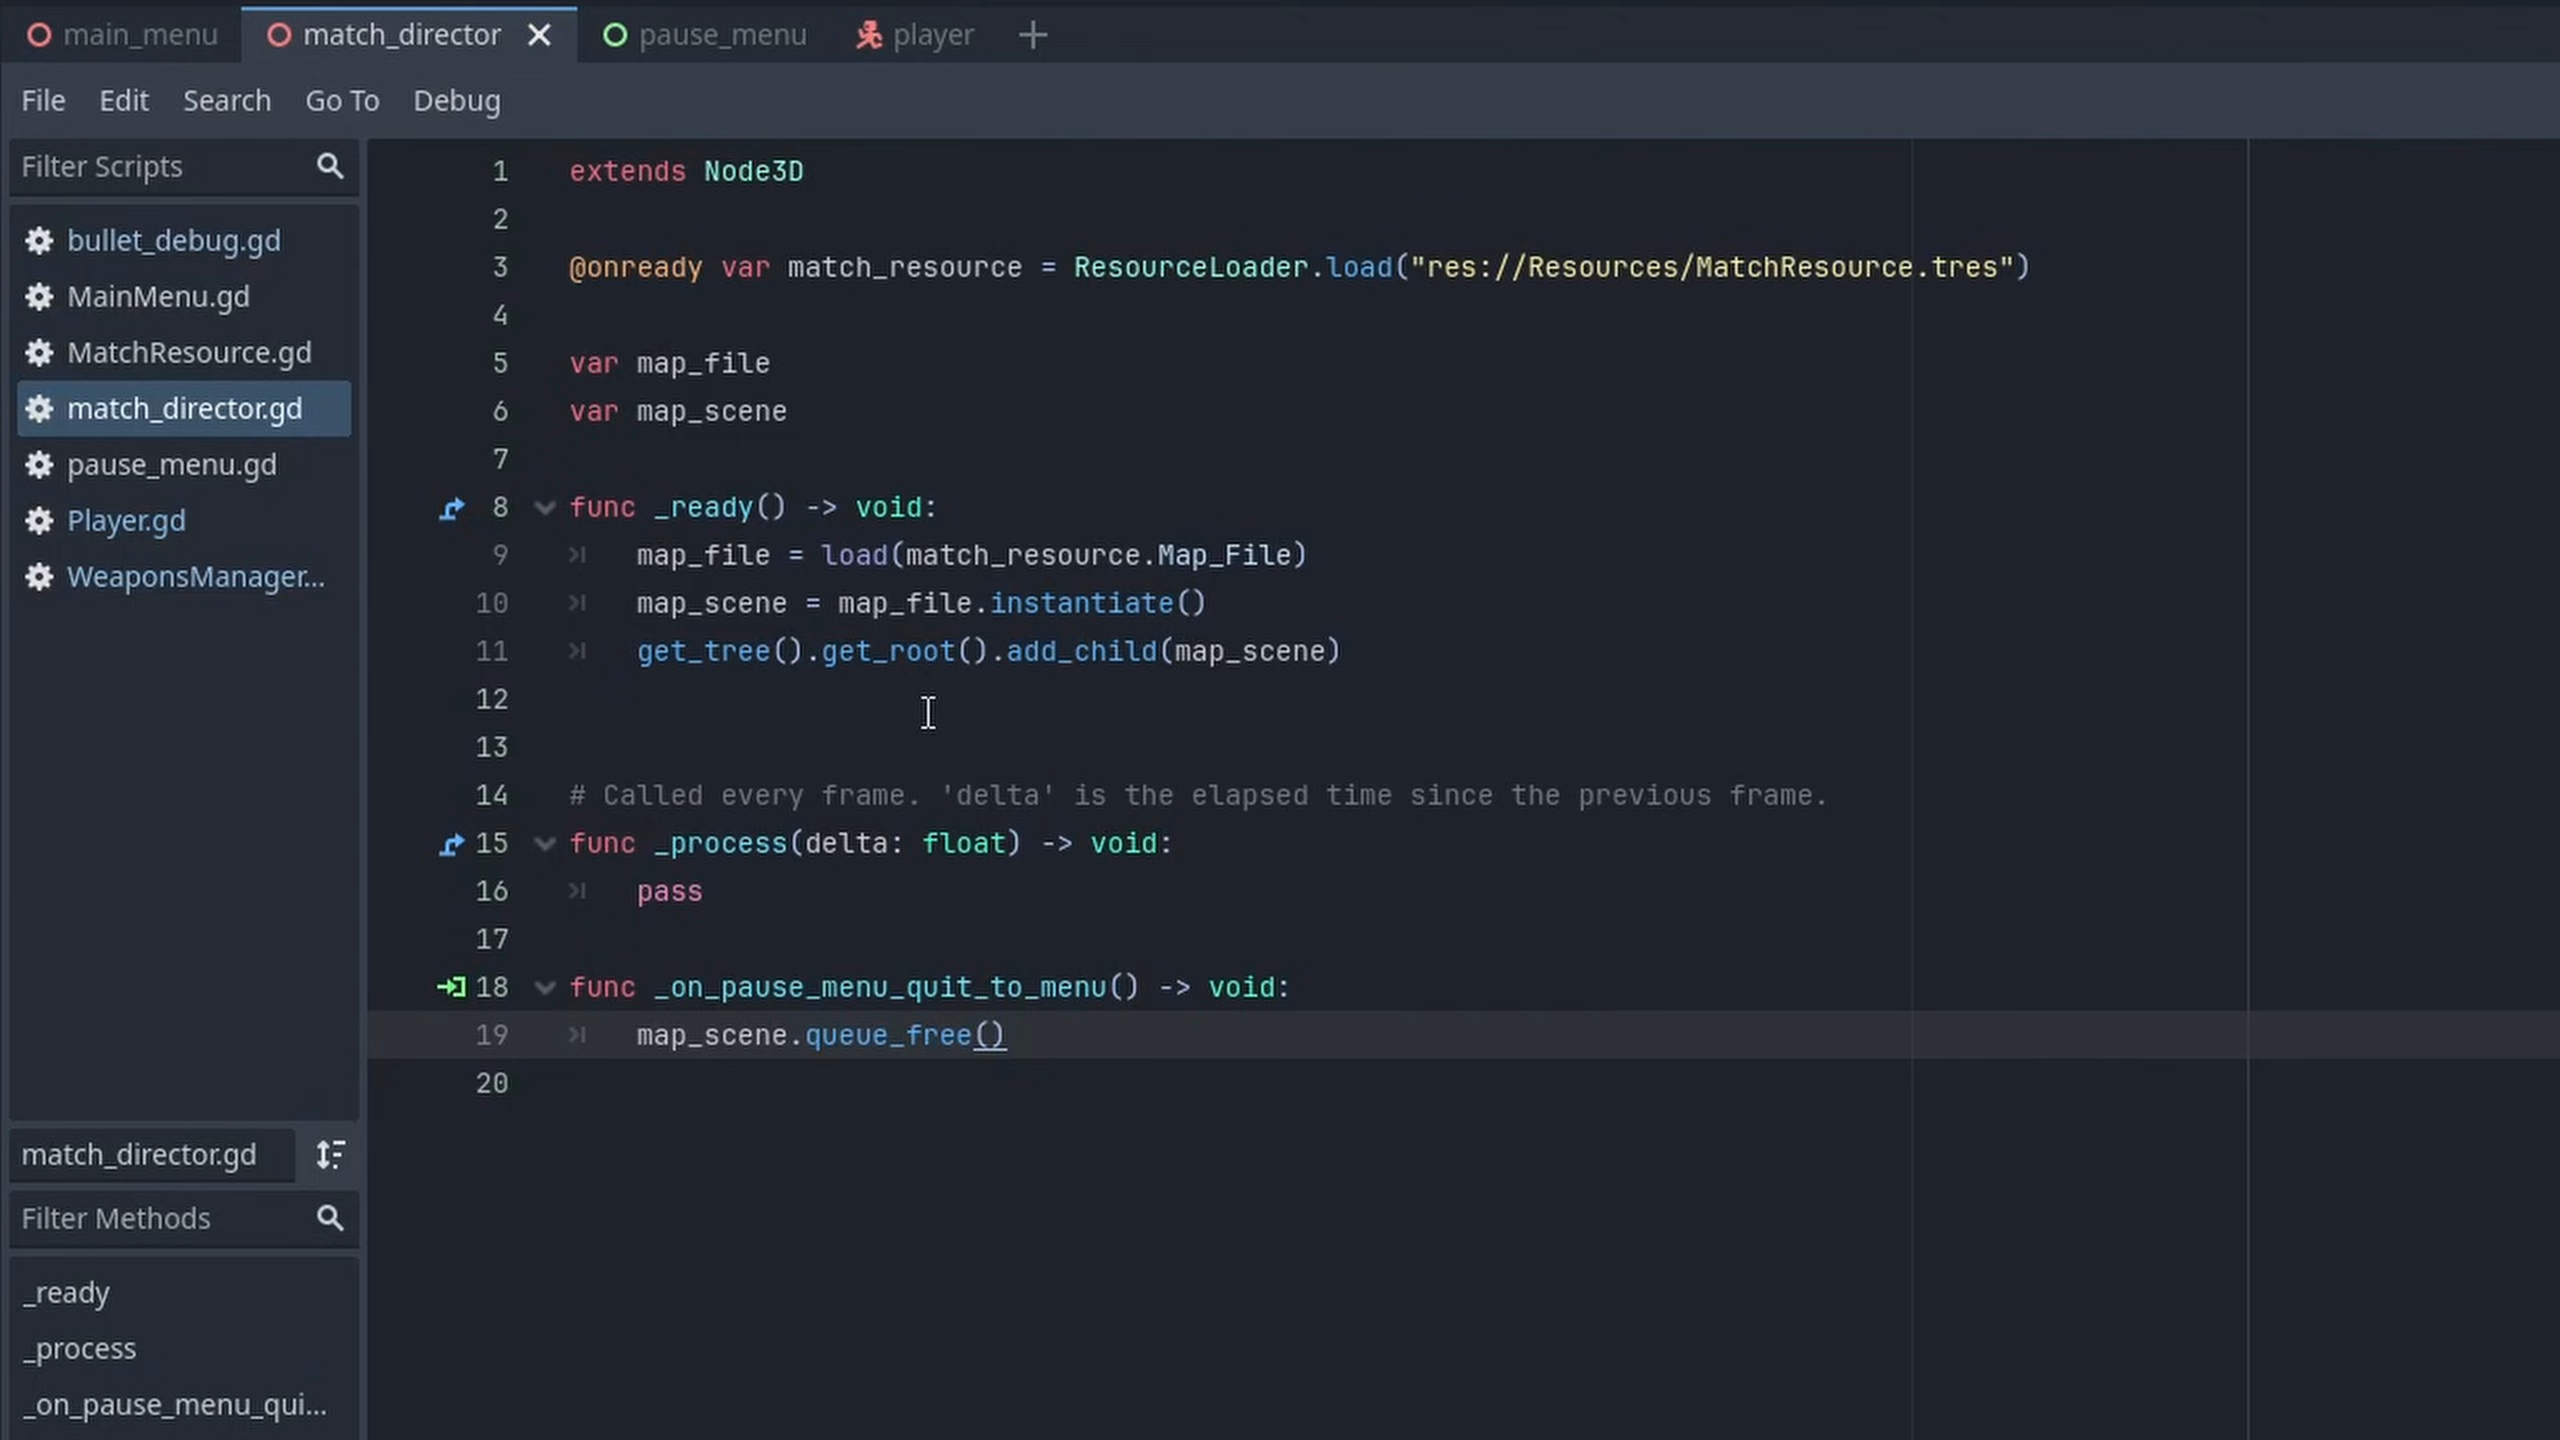 main_menu match_director pause_menu player
File Edit Search Go To Debug
Filter Scripts
bullet_debug.gd
MainMenu.gd
MatchResource.gd
match_director.gd
pause_menu.gd
Player.gd
WeaponsManager...
match_director.gd
Filter Methods
_ready
_process
_on_pause_menu_qui...
1 extends Node3D
2
3 @onready var match_resource = ResourceLoader.load("res://Resources/MatchResource.tres")
4
5 var map_file
6 var map_scene
7
8 func _ready() -> void:
9 map_file = load(match_resource.Map_File)
10 map_scene = map_file.instantiate()
11 get_tree().get_root().add_child(map_scene)
12
13
14 # Called every frame. 'delta' is the elapsed time since the previous frame.
15 func _process(delta: float) -> void:
16 pass
17
18 func _on_pause_menu_quit_to_menu() -> void:
19 map_scene.queue_free()
20